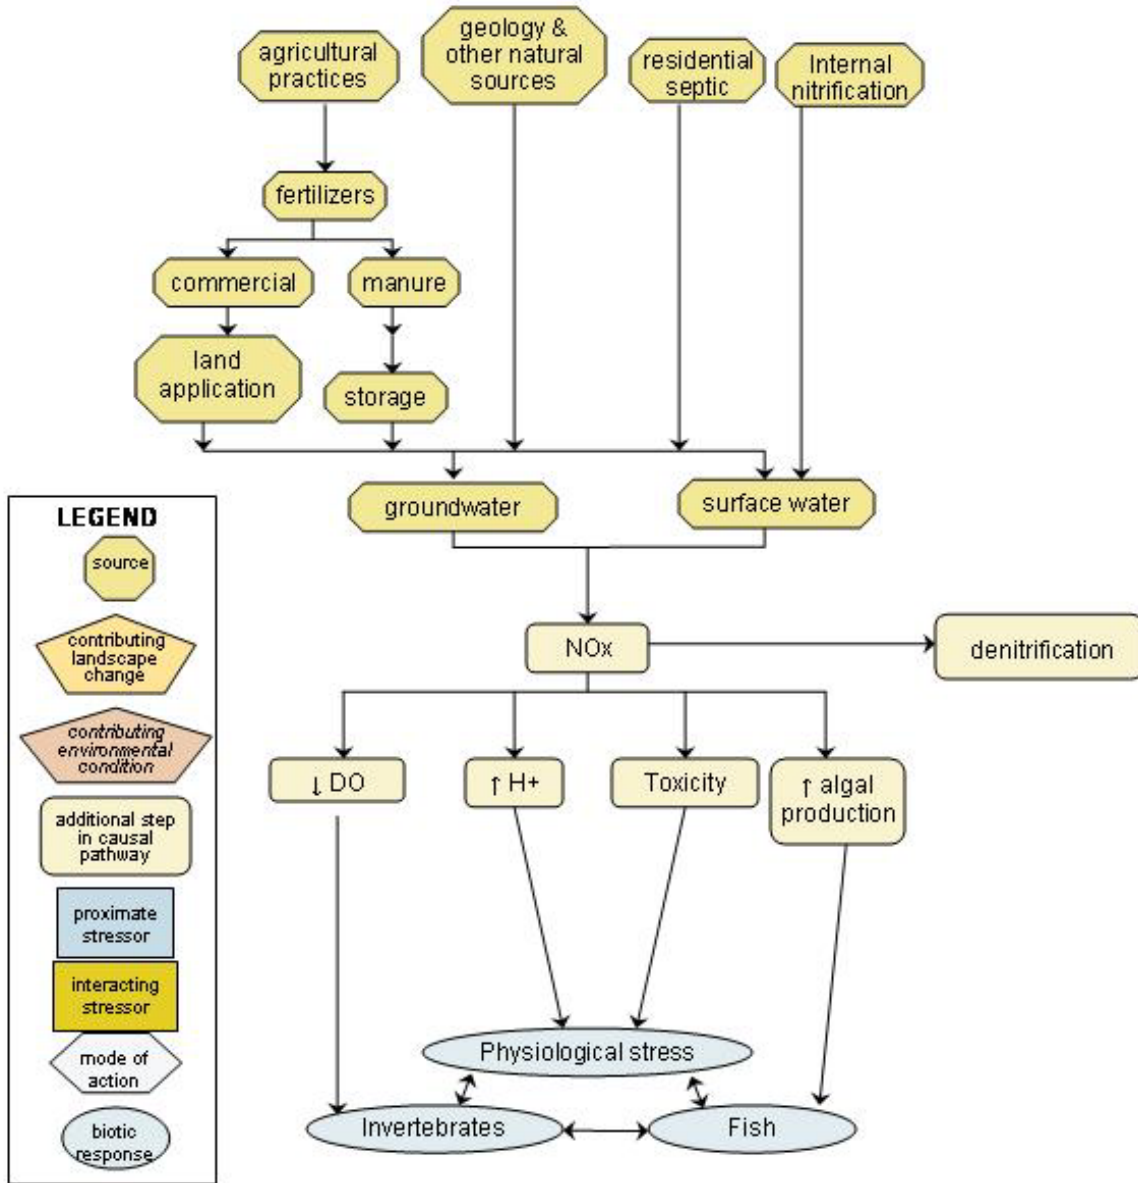 agricultural
practices
geology &
other natural
sources
residential
septic
Internal
nitrification
fertilizers
commercial
manure
land
application
storage
groundwater
surface water
NOx
denitrification
↓ DO
↑ H+
Toxicity
↑ algal
production
Physiological stress
Invertebrates
Fish
LEGEND
source
contributing
landscape
change
contributing
environmental
condition
additional step
in causal
pathway
proximate
stressor
interacting
stressor
mode of
action
biotic
response